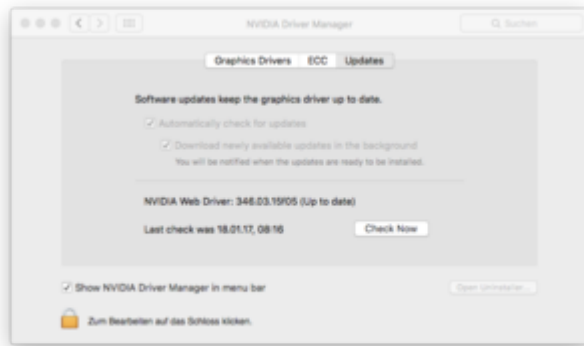 NVIDIA Driver Manager
Suchen
Graphics Drivers ECC Updates
Software updates keep the graphics driver up to date.
Automatically check for updates
Download newly available updates in the background
You will be notified when the updates are ready to be installed.
NVIDIA Web Driver: 346.03.15f05 (Up to date)
Last check was 18.01.17, 08:16
Check Now
Show NVIDIA Driver Manager in menu bar
Open Uninstaller...
Zum Bearbeiten auf das Schloss klicken.